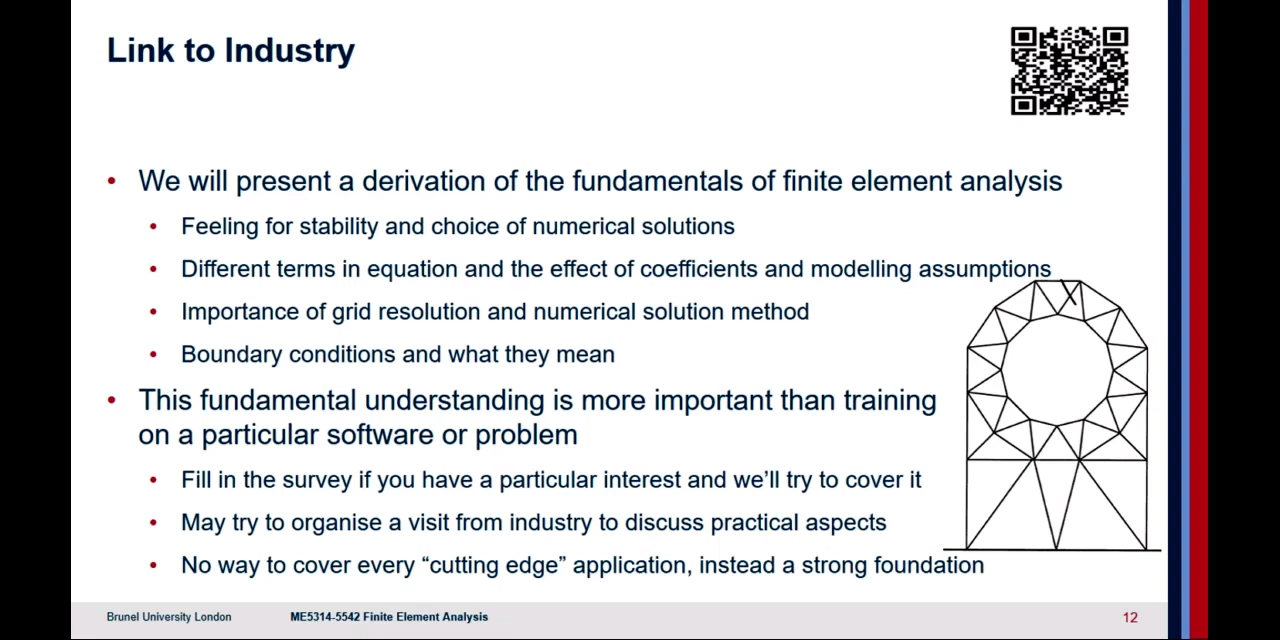 Link to Industry
• We will present a derivation of the fundamentals of finite element analysis
• Feeling for stability and choice of numerical solutions
• Different terms in equation and the effect of coefficients and modelling assumptions
• Importance of grid resolution and numerical solution method
• Boundary conditions and what they mean
• This fundamental understanding is more important than training
on a particular software or problem
• Fill in the survey if you have a particular interest and we’ll try to cover it
• May try to organise a visit from industry to discuss practical aspects
• No way to cover every “cutting edge” application, instead a strong foundation
Brunel University London ME5314-5542 Finite Element Analysis 12